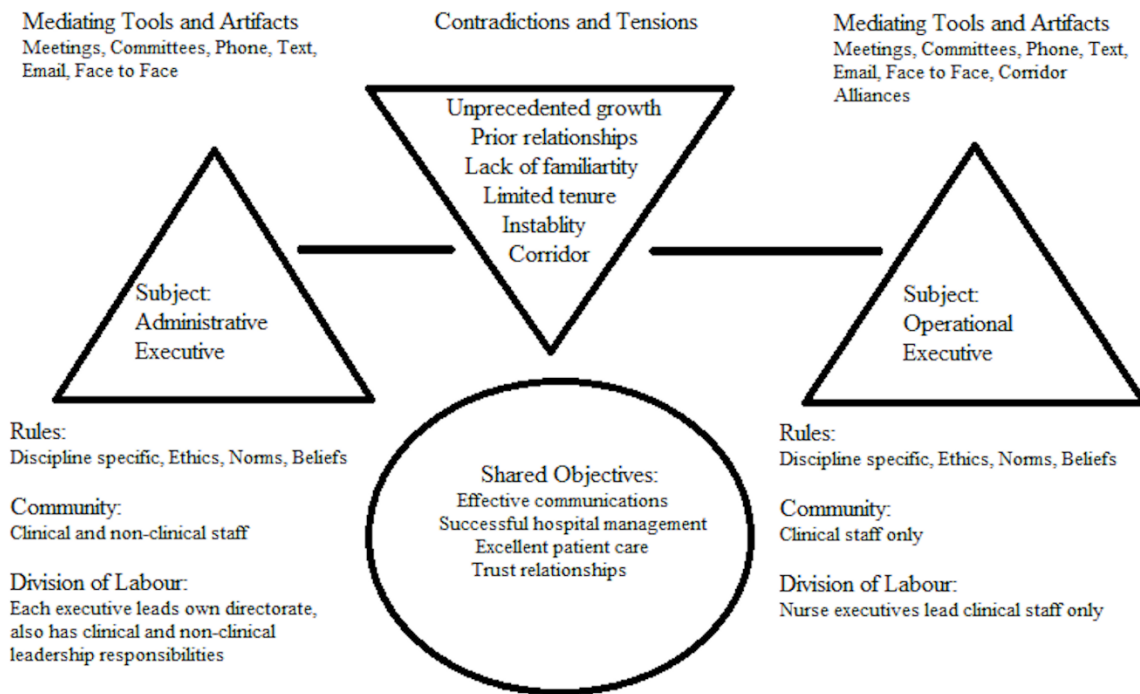 Mediating Tools and Artifacts
Meetings, Committees, Phone, Text,
Email, Face to Face
Contradictions and Tensions
Mediating Tools and Artifacts
Meetings, Committees, Phone, Text,
Email, Face to Face, Corridor
Alliances
Unprecedented growth
Prior relationships
Lack of familiartity
Limited tenure
Instablity
Corridor
Subject:
Administrative
Executive
Subject:
Operational
Executive
Rules:
Discipline specific, Ethics, Norms, Beliefs
Community:
Clinical and non-clinical staff
Division of Labour:
Each executive leads own directorate,
also has clinical and non-clinical
leadership responsibilities
Shared Objectives:
Effective communications
Successful hospital management
Excellent patient care
Trust relationships
Rules:
Discipline specific, Ethics, Norms, Beliefs
Community:
Clinical staff only
Division of Labour:
Nurse executives lead clinical staff only